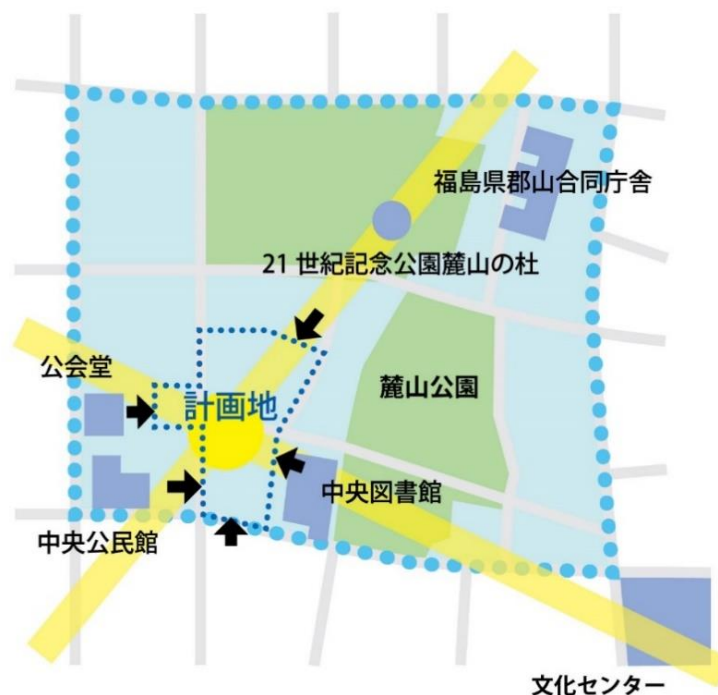 福島県郡山合同庁舎
21 世紀記念公園麓山の杜
公会堂
計画地
麓山公園
中央図書館
中央公民館
文化センター